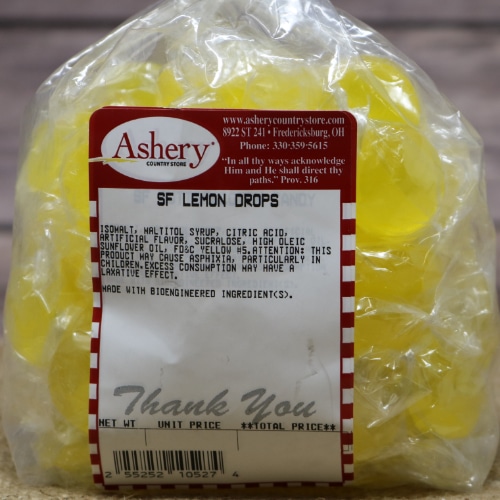 Ashery®
COUNTRY STORE
www.asherycountrystore.com
8922 ST 241 • Fredericksburg, OH
Phone: 330-359-5615
“In all thy ways acknowledge
Him and He shall direct thy
paths.” Prov. 316
SF LEMON DROPS
ISOMALT, MALTITOL SYRUP, CITRIC ACID,
ARTIFICIAL FLAVOR, SUCRALOSE, HIGH OLEIC
SUNFLOWER OIL, FD&C YELLOW #5.ATTENTION: THIS
PRODUCT MAY CAUSE ASPHIXIA, PARTICULARLY IN
CHILDREN.EXCESS CONSUMPTION MAY HAVE A
LAXATIVE EFFECT.
MADE WITH BIOENGINEERED INGREDIENT(S).
Thank You
NET WT UNIT PRICE **TOTAL PRICE**
2 55252 10527 4